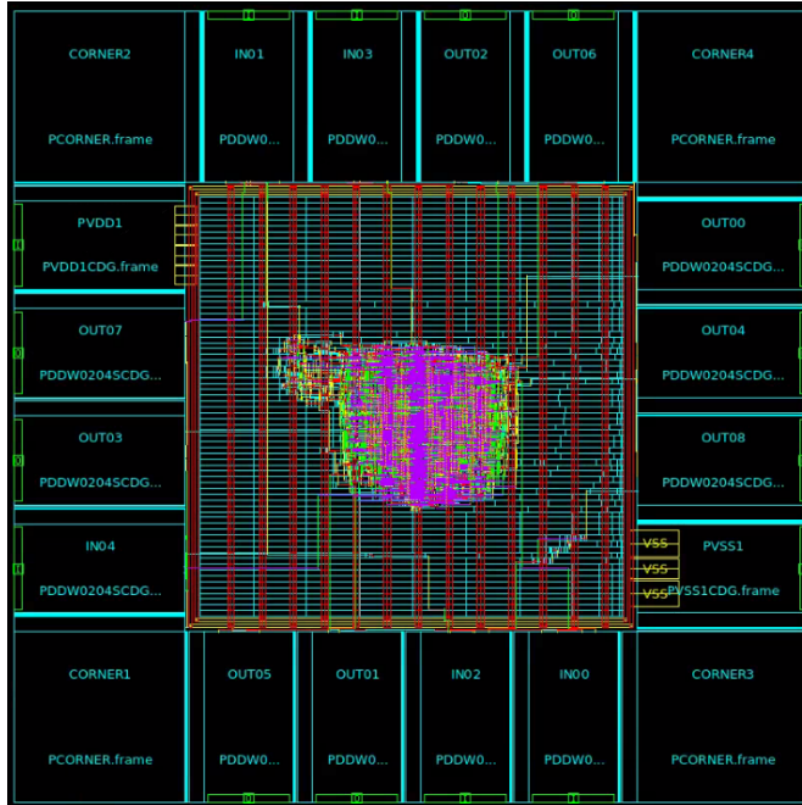 CORNER2
IN01
IN03
OUT02
OUT06
CORNER4
PCORNER.frame
PDDW0...
PDDW0...
PDDW0...
PDDW0...
PCORNER.frame
PVDD1
PVDD1CDG.frame
OUT00
PDDW0204SCDG...
OUT07
PDDW0204SCDG...
OUT04
PDDW0204SCDG...
OUT03
PDDW0204SCDG...
OUT08
PDDW0204SCDG...
IN04
PDDW0204SCDG...
VSS
PVSS1
VSS
VSS
PVSS1CDG.frame
CORNER1
OUT05
OUT01
IN02
IN00
CORNER3
PCORNER.frame
PDDW0...
PDDW0...
PDDW0...
PDDW0...
PCORNER.frame